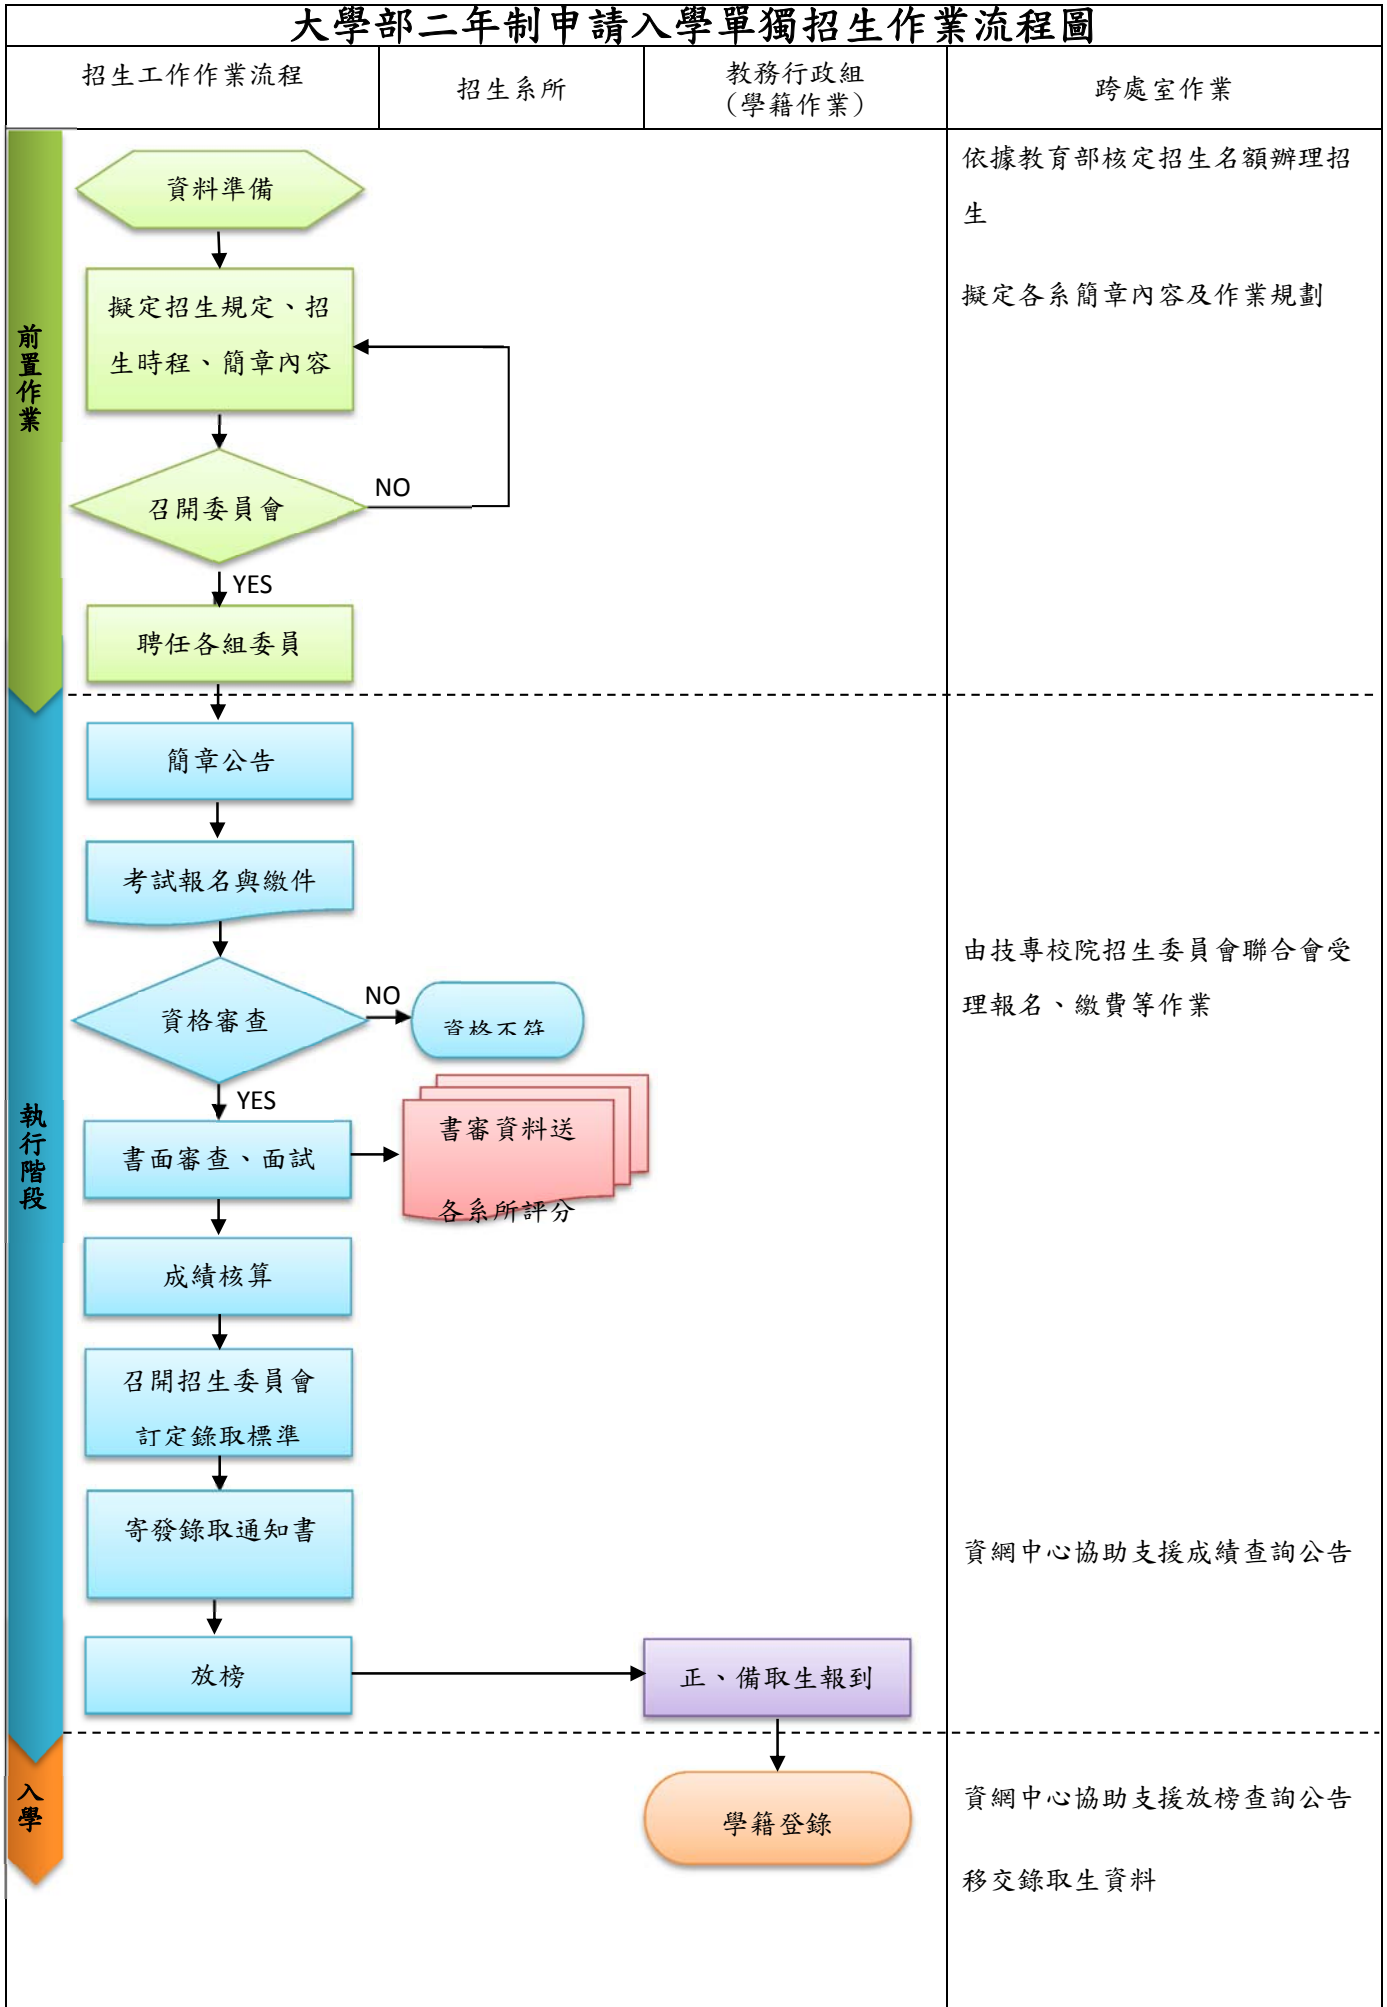 大學部二年制申請入學單獨招生作業流程圖
招生工作作業流程
招生系所
教務行政組
（學籍作業）
跨處室作業
前置作業
資料準備
擬定招生規定、招
生時程、簡章內容
召開委員會
NO
YES
聘任各組委員
依據教育部核定招生名額辦理招
生
擬定各系簡章內容及作業規劃
執行階段
簡章公告
考試報名與繳件
資格審查
NO
資格不符
YES
書面審查、面試
書審資料送
各系所評分
成績核算
召開招生委員會
訂定錄取標準
寄發錄取通知書
放榜
正、備取生報到
由技專校院招生委員會聯合會受
理報名、繳費等作業
資網中心協助支援成績查詢公告
入學
學籍登錄
資網中心協助支援放榜查詢公告
移交錄取生資料